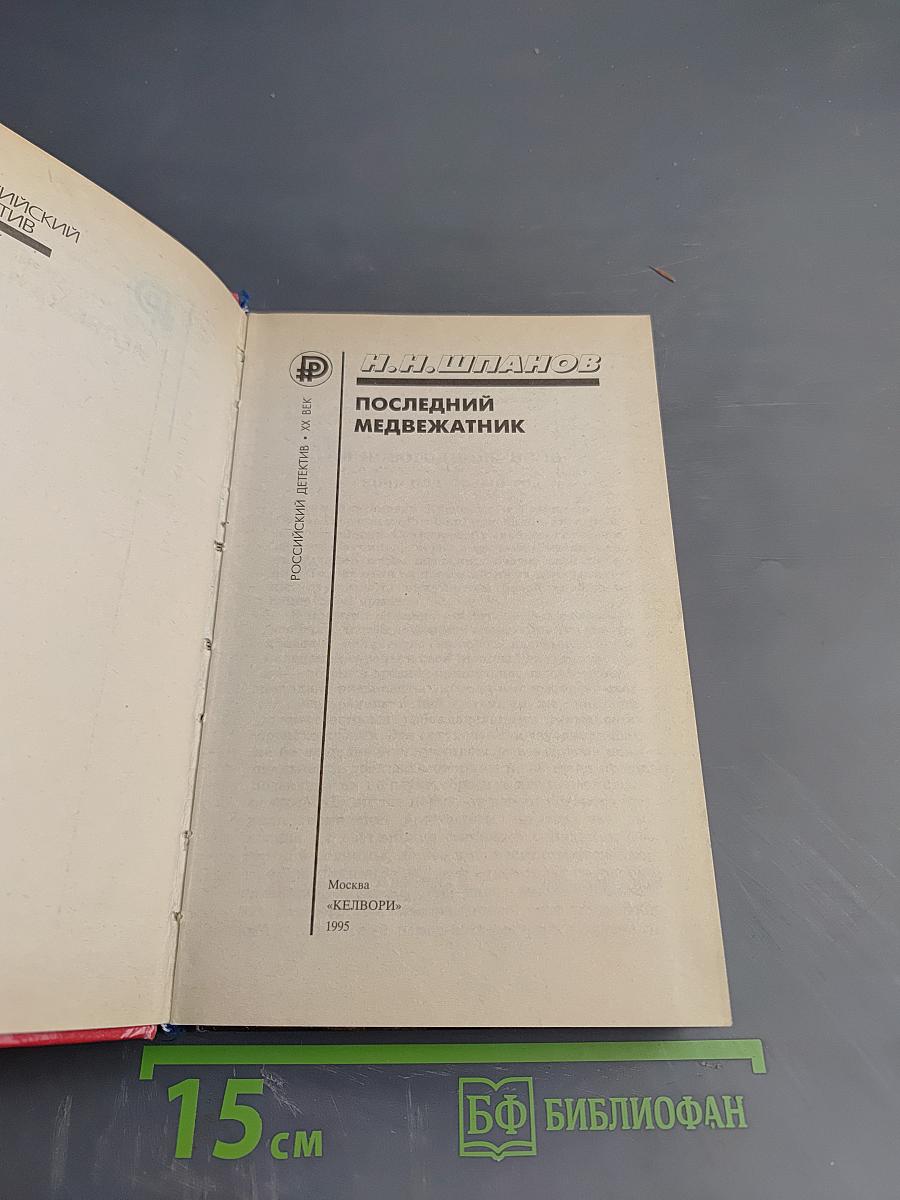 ИЙСКИЙ
ТИВ
Н.Н.ШПАНОВ
ПОСЛЕДНИЙ
МЕДВЕЖАТНИК
РОССИЙСКИЙ ДЕТЕКТИВ • XX ВЕК
Москва
«КЕЛВОРИ»
1995
15 см
БФ БИБЛИОФАН